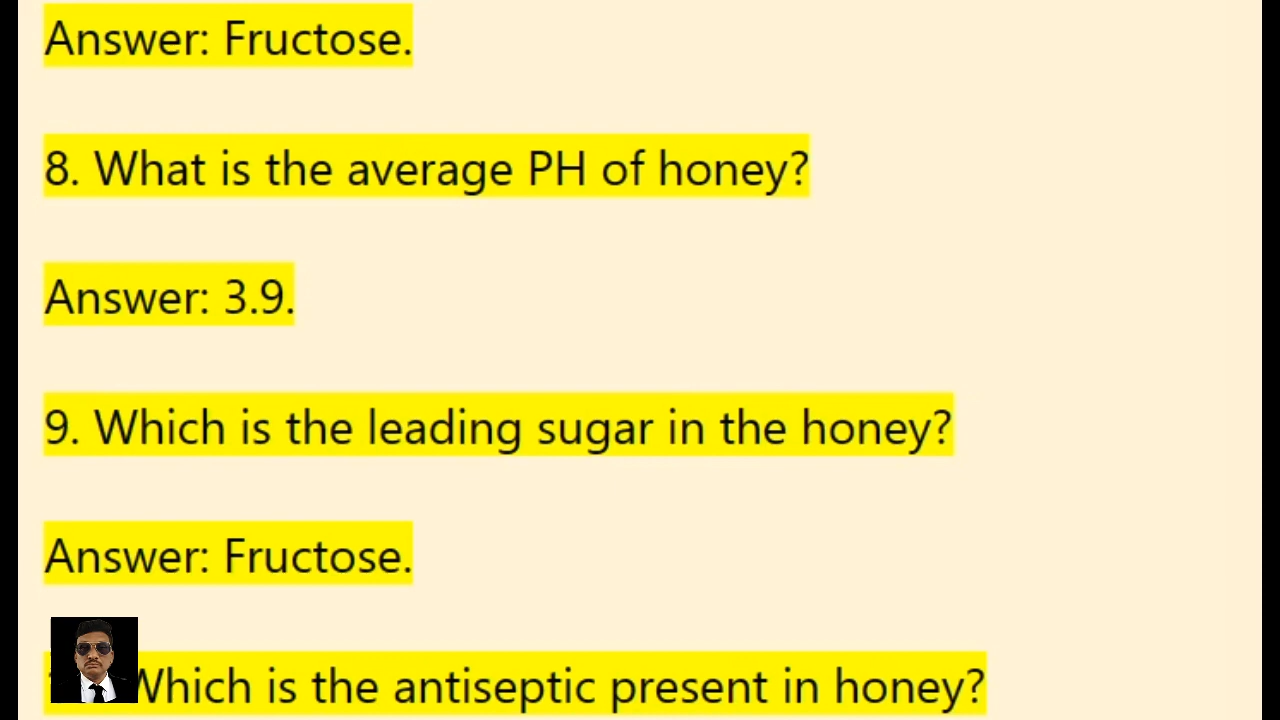 Answer: Fructose.
8. What is the average PH of honey?
Answer: 3.9.
9. Which is the leading sugar in the honey?
Answer: Fructose.
Which is the antiseptic present in honey?